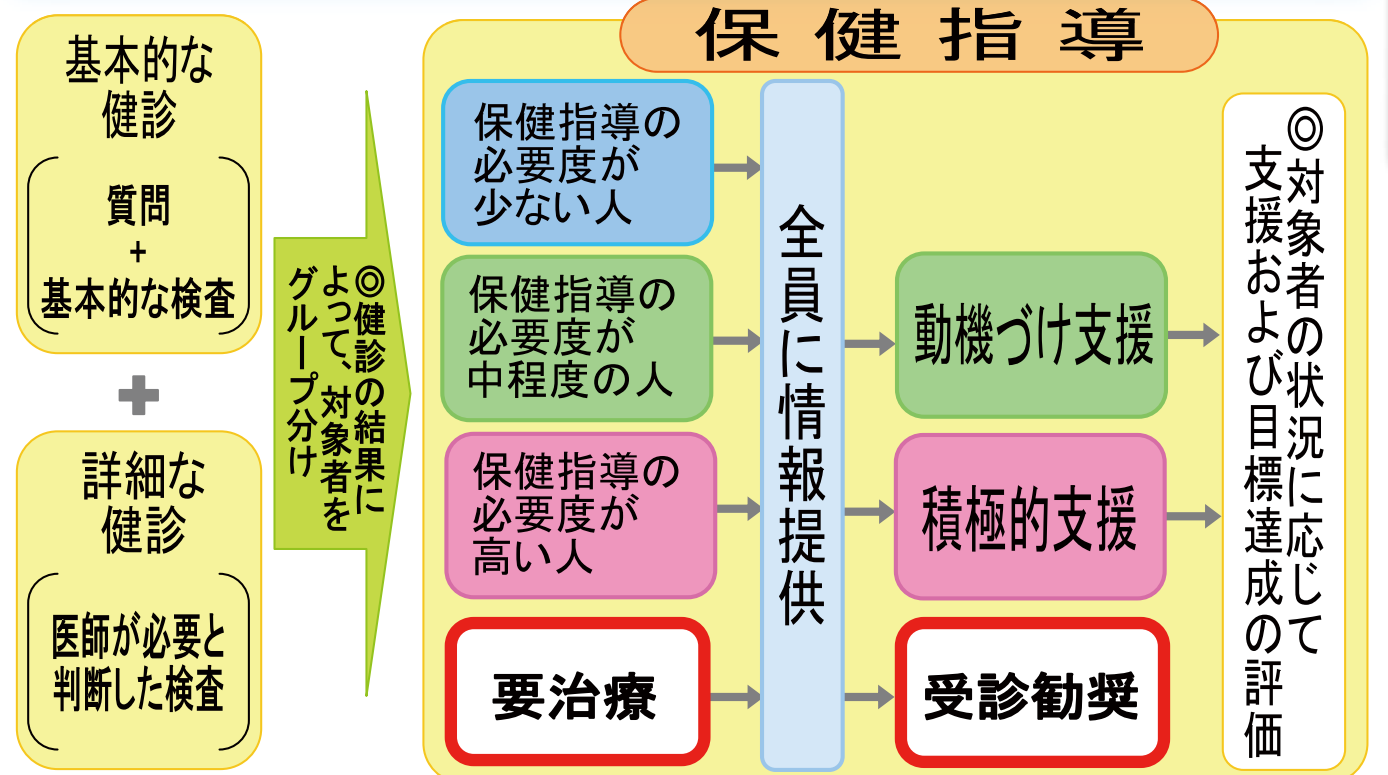 基本的な
健診
質問
+
基本的な検査
詳細な
健診
医師が必要と
判断した検査
◎健診の結果に
よって、対象者を
グループ分け
保健指導
保健指導の
必要度が
少ない人
保健指導の
必要度が
中程度の人
保健指導の
必要度が
高い人
要治療
全員に情報提供
動機づけ支援
積極的支援
受診勧奨
◎対象者の状況に応じて
支援および目標達成の評価